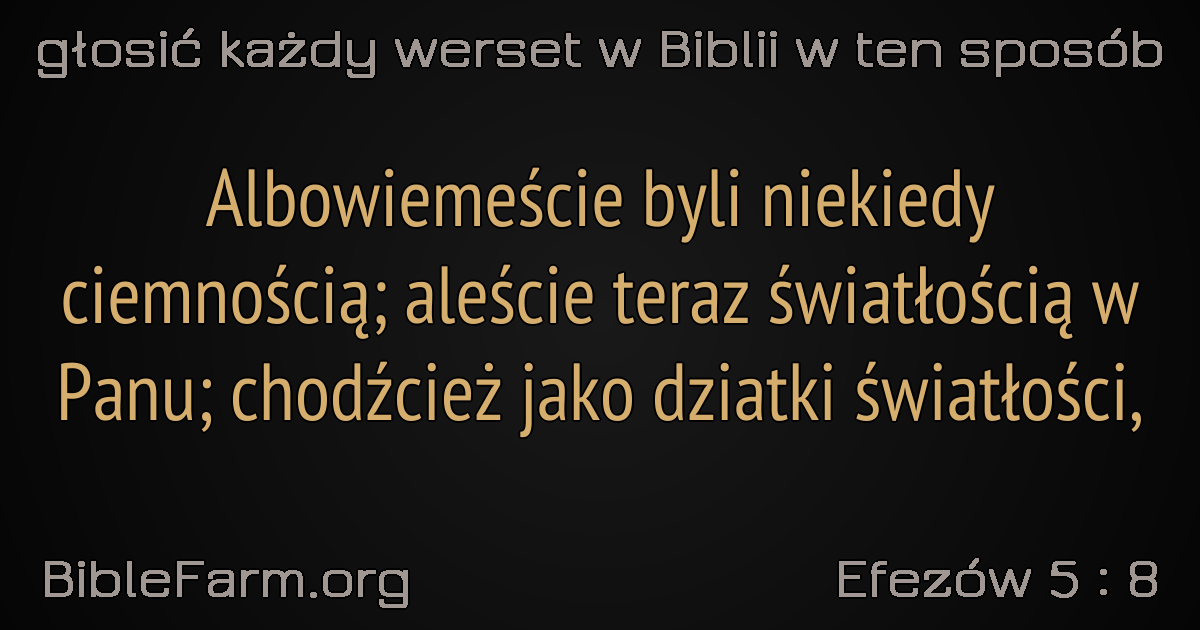 głosić każdy werset w Biblii w ten sposób
Albowiemeście byli niekiedy
ciemnością; aleście teraz światłością w
Panu; chodźcież jako dziatki światłości,
BibleFarm.org
Efezów 5 : 8